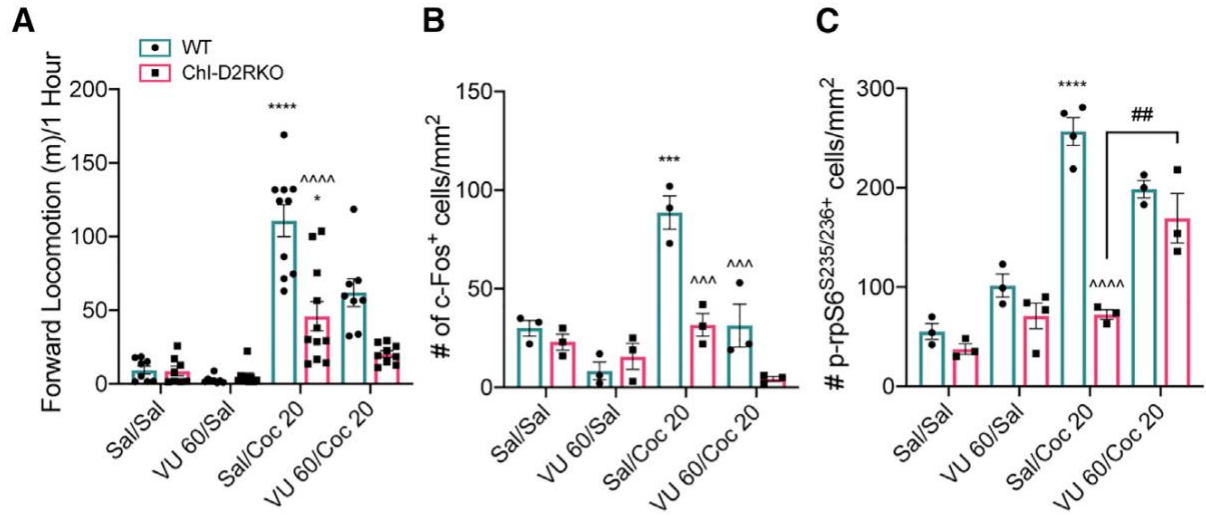 A
WT
ChI-D2RKO
Forward Locomotion (m)/1 Hour
200
150
100
50
0
****
^^^^
*
Sal/Sal
VU 60/Sal
Sal/Coc 20
VU 60/Coc 20
B
# of c-Fos⁺ cells/mm²
150
100
50
0
***
^^^
^^^
Sal/Sal
VU 60/Sal
Sal/Coc 20
VU 60/Coc 20
C
# p-rpS6^S235/236+ cells/mm²
300
200
100
0
****
##
^^^^
Sal/Sal
VU 60/Sal
Sal/Coc 20
VU 60/Coc 20